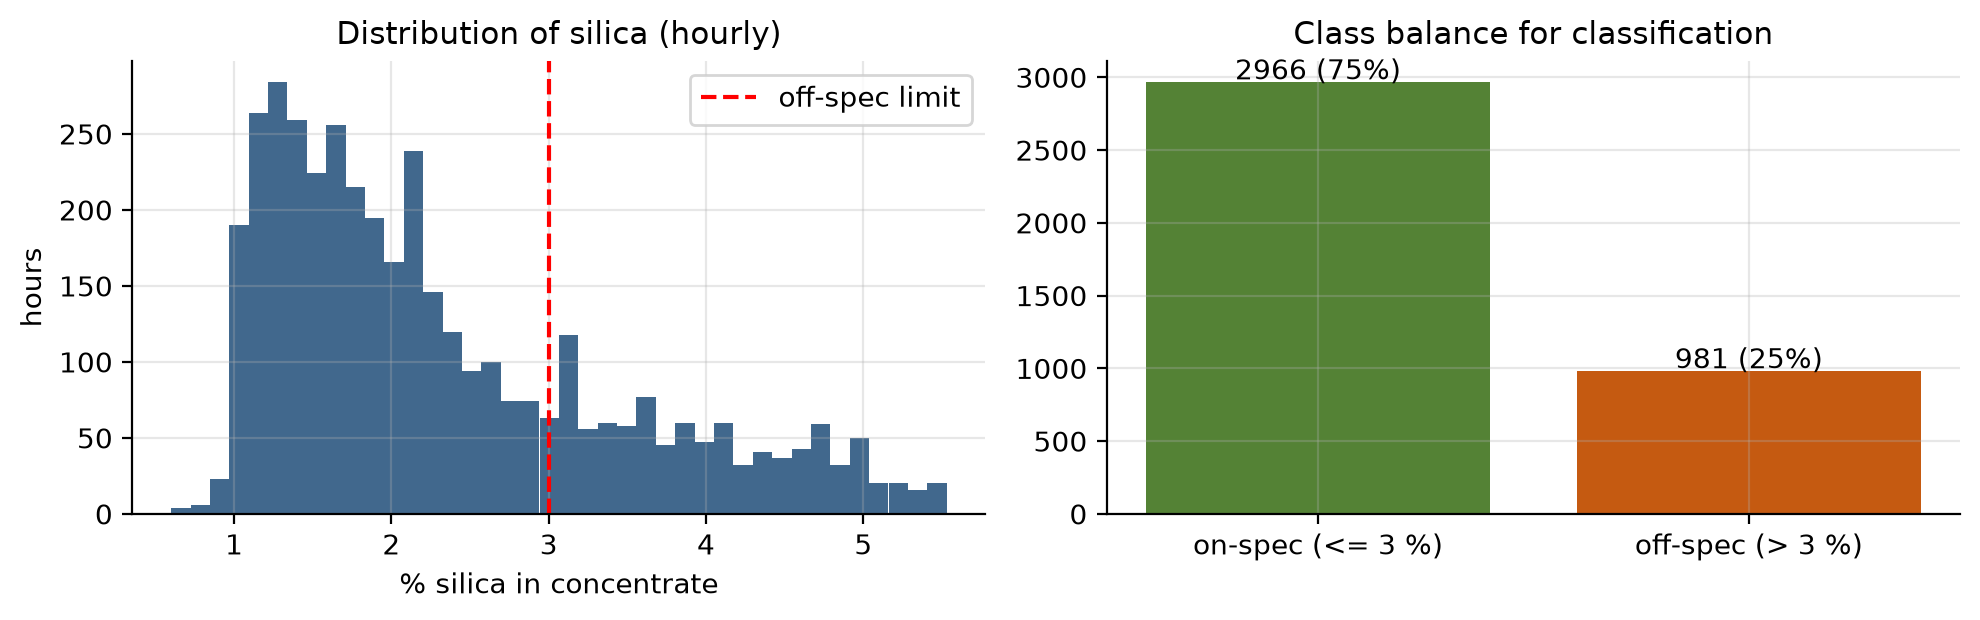 Distribution of silica (hourly)
off-spec limit
hours
250
200
150
100
50
0
1 2 3 4 5
% silica in concentrate
Class balance for classification
2966 (75%)
981 (25%)
3000
2500
2000
1500
1000
500
0
on-spec (<= 3 %) off-spec (> 3 %)